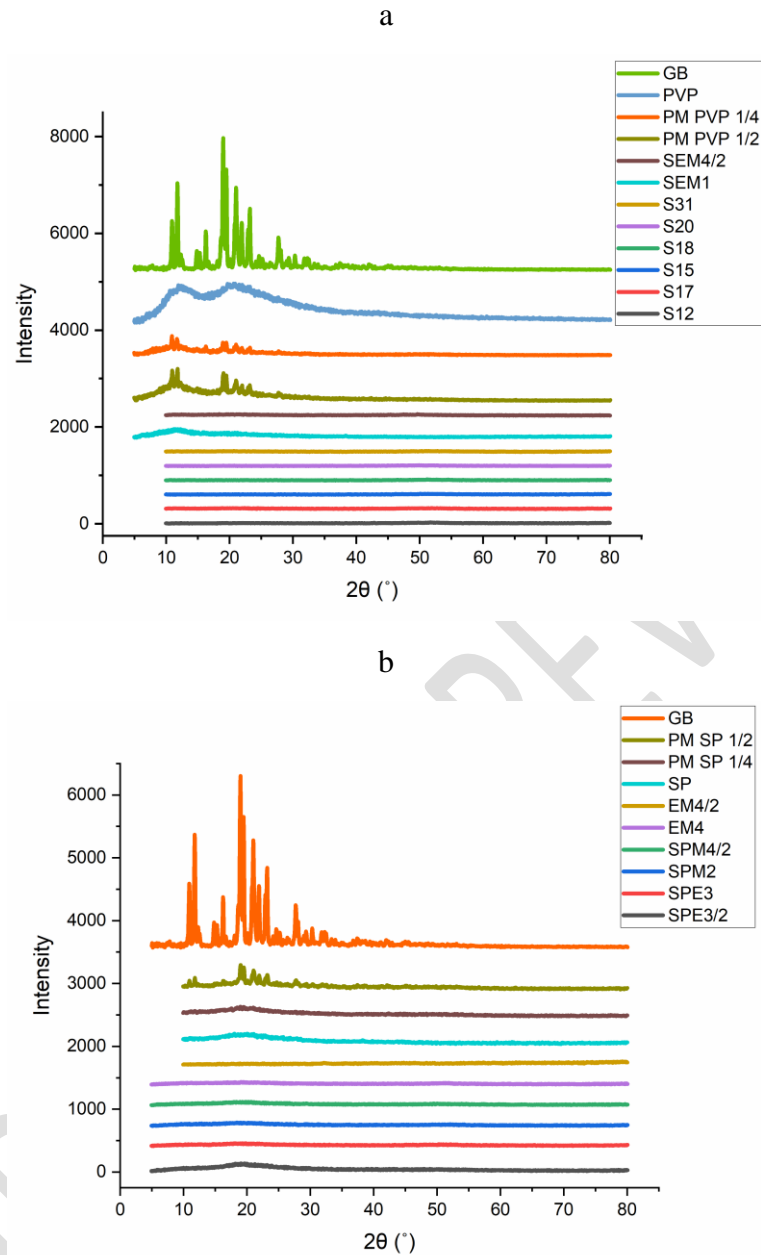 a
GB
PVP
PM PVP 1/4
PM PVP 1/2
SEM4/2
SEM1
S31
S20
S18
S15
S17
S12
8000
6000
4000
2000
0
Intensity
0 10 20 30 40 50 60 70 80
2θ (°)
b
GB
PM SP 1/2
PM SP 1/4
SP
EM4/2
EM4
SPM4/2
SPM2
SPE3
SPE3/2
6000
5000
4000
3000
2000
1000
0
Intensity
0 10 20 30 40 50 60 70 80
2θ (°)